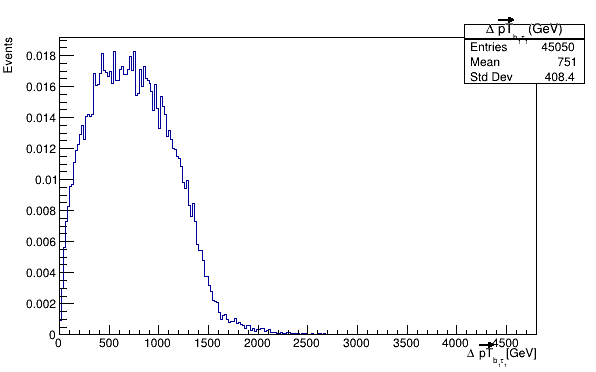 Δ pT b₁τ₁ (GeV)
Entries 45050
Mean 751
Std Dev 408.4
Events
0.018
0.016
0.014
0.012
0.01
0.008
0.006
0.004
0.002
0
0 500 1000 1500 2000 2500 3000 3500 4000 4500
Δ pT b₁τ₁ [GeV]